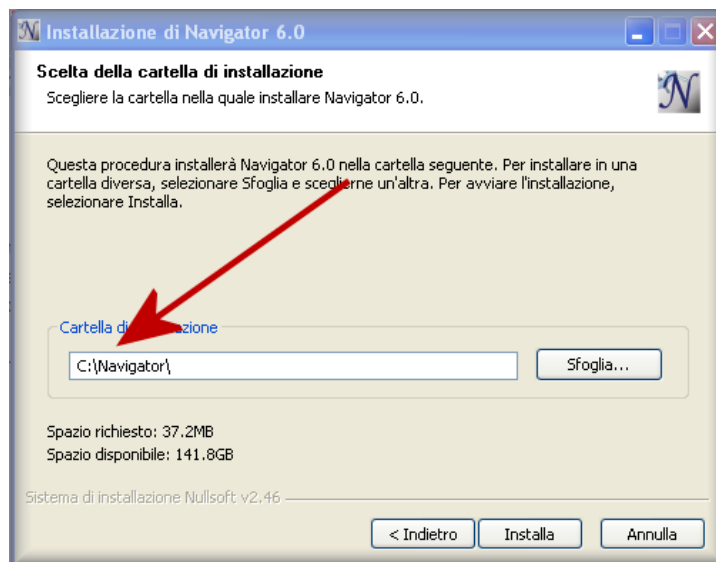 Installazione di Navigator 6.0
Scelta della cartella di installazione
Scegliere la cartella nella quale installare Navigator 6.0.
N
Questa procedura installerà Navigator 6.0 nella cartella seguente. Per installare in una
cartella diversa, selezionare Sfoglia e sceglierne un'altra. Per avviare l'installazione,
selezionare Installa.
Cartella di azione
C:\Navigator\
Sfoglia...
Spazio richiesto: 37.2MB
Spazio disponibile: 141.8GB
Sistema di installazione Nullsoft v2.46
< Indietro
Installa
Annulla